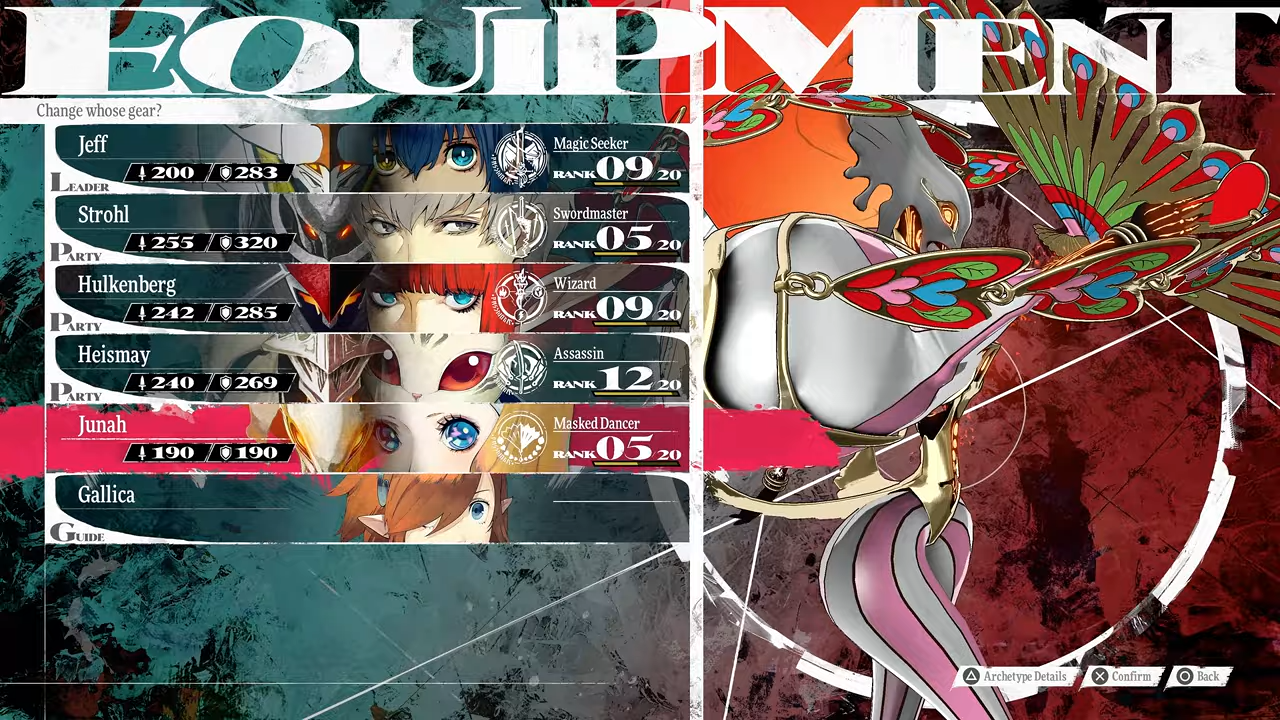 EQUIPMENT
Change whose gear?
Jeff
200 283
LEADER
Magic Seeker
RANK 09/20
Strohl
255 320
PARTY
Swordmaster
RANK 05/20
Hulkenberg
242 285
PARTY
Wizard
RANK 09/20
Heismay
240 269
PARTY
Assassin
RANK 12/20
Junah
190 190
Masked Dancer
RANK 05/20
Gallica
GUIDE
Archetype Details
Confirm
Back